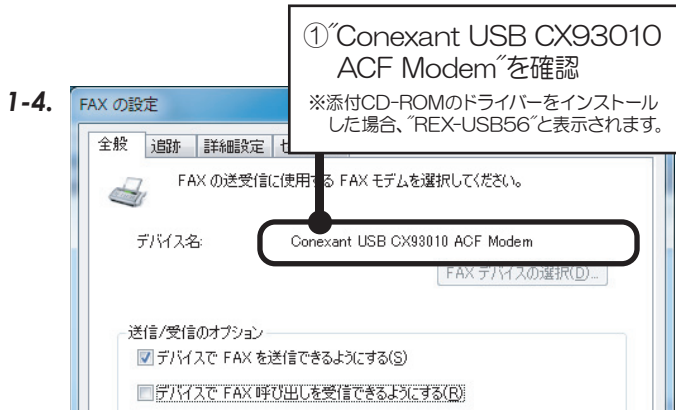 ①"Conexant USB CX93010
ACF Modem"を確認
※添付CD-ROMのドライバーをインストール
した場合、"REX-USB56"と表示されます。
1-4.
FAX の設定
全般 追跡 詳細設定
FAX の送受信に使用する FAX モデムを選択してください。
デバイス名: Conexant USB CX93010 ACF Modem
FAX デバイスの選択(D)...
送信/受信のオプション
デバイスで FAX を送信できるようにする(S)
デバイスで FAX 呼び出しを受信できるようにする(R)